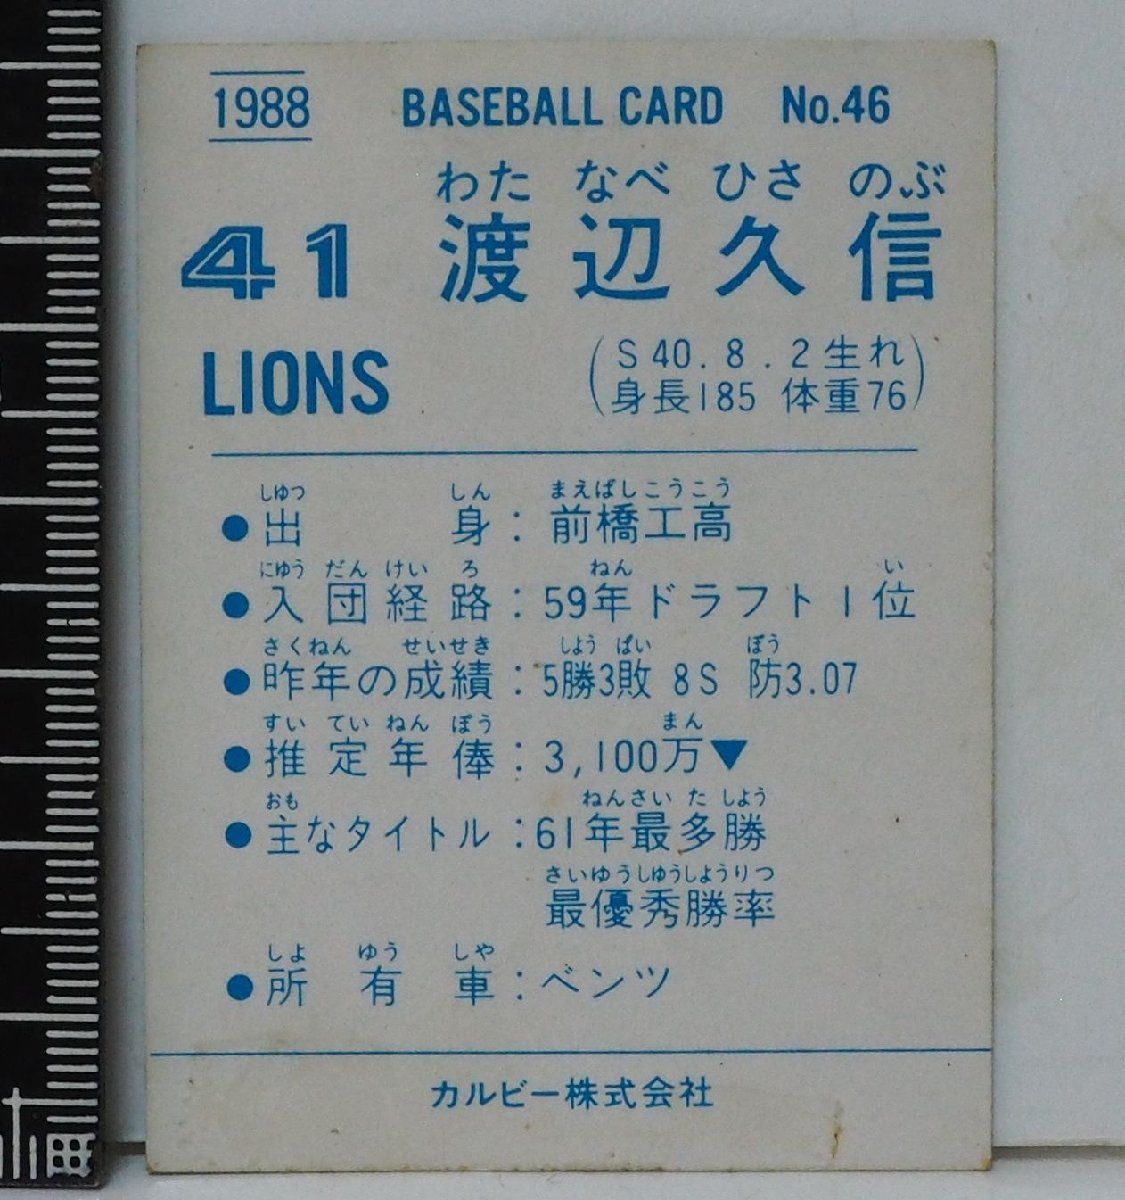 1988 BASEBALL CARD No.46
わた なべ ひさ のぶ
41 渡辺久信
LIONS
(S40.8.2生れ
身長185 体重76)
しゆつ しん まえばしこうこう
●出身：前橋工高
にゆう だん けい ろ ねん い
●入団経路：59年ドラフト1位
さくねん せいせき しよう ぱい ぼう
●昨年の成績：5勝3敗 8S 防3.07
すい てい ねん ぽう まん
●推定年俸：3,100万▼
おも ねんさい た しよう
●主なタイトル：61年最多勝
さいゆうしゆうしようりつ
最優秀勝率
しよ ゆう しや
●所有車：ベンツ
カルビー株式会社